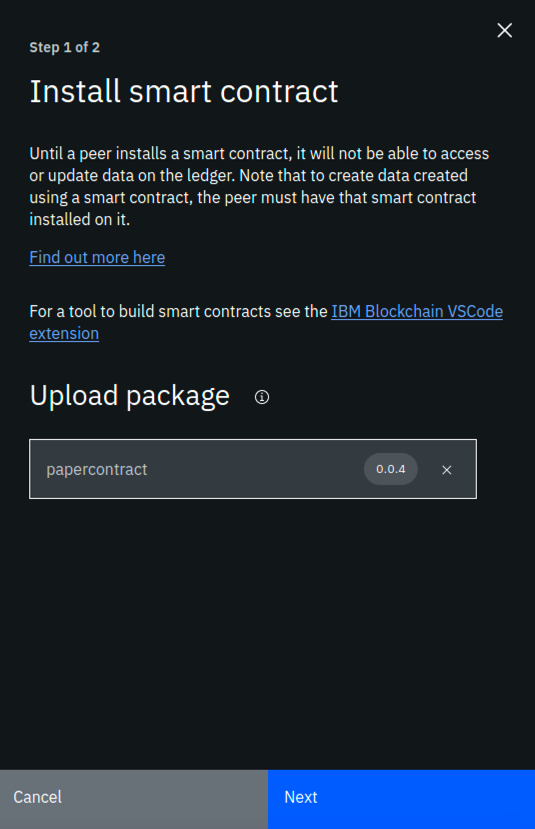 Step 1 of 2
Install smart contract
Until a peer installs a smart contract, it will not be able to access
or update data on the ledger. Note that to create data created
using a smart contract, the peer must have that smart contract
installed on it.
Find out more here
For a tool to build smart contracts see the IBM Blockchain VSCode
extension
Upload package
papercontract 0.0.4
Cancel Next